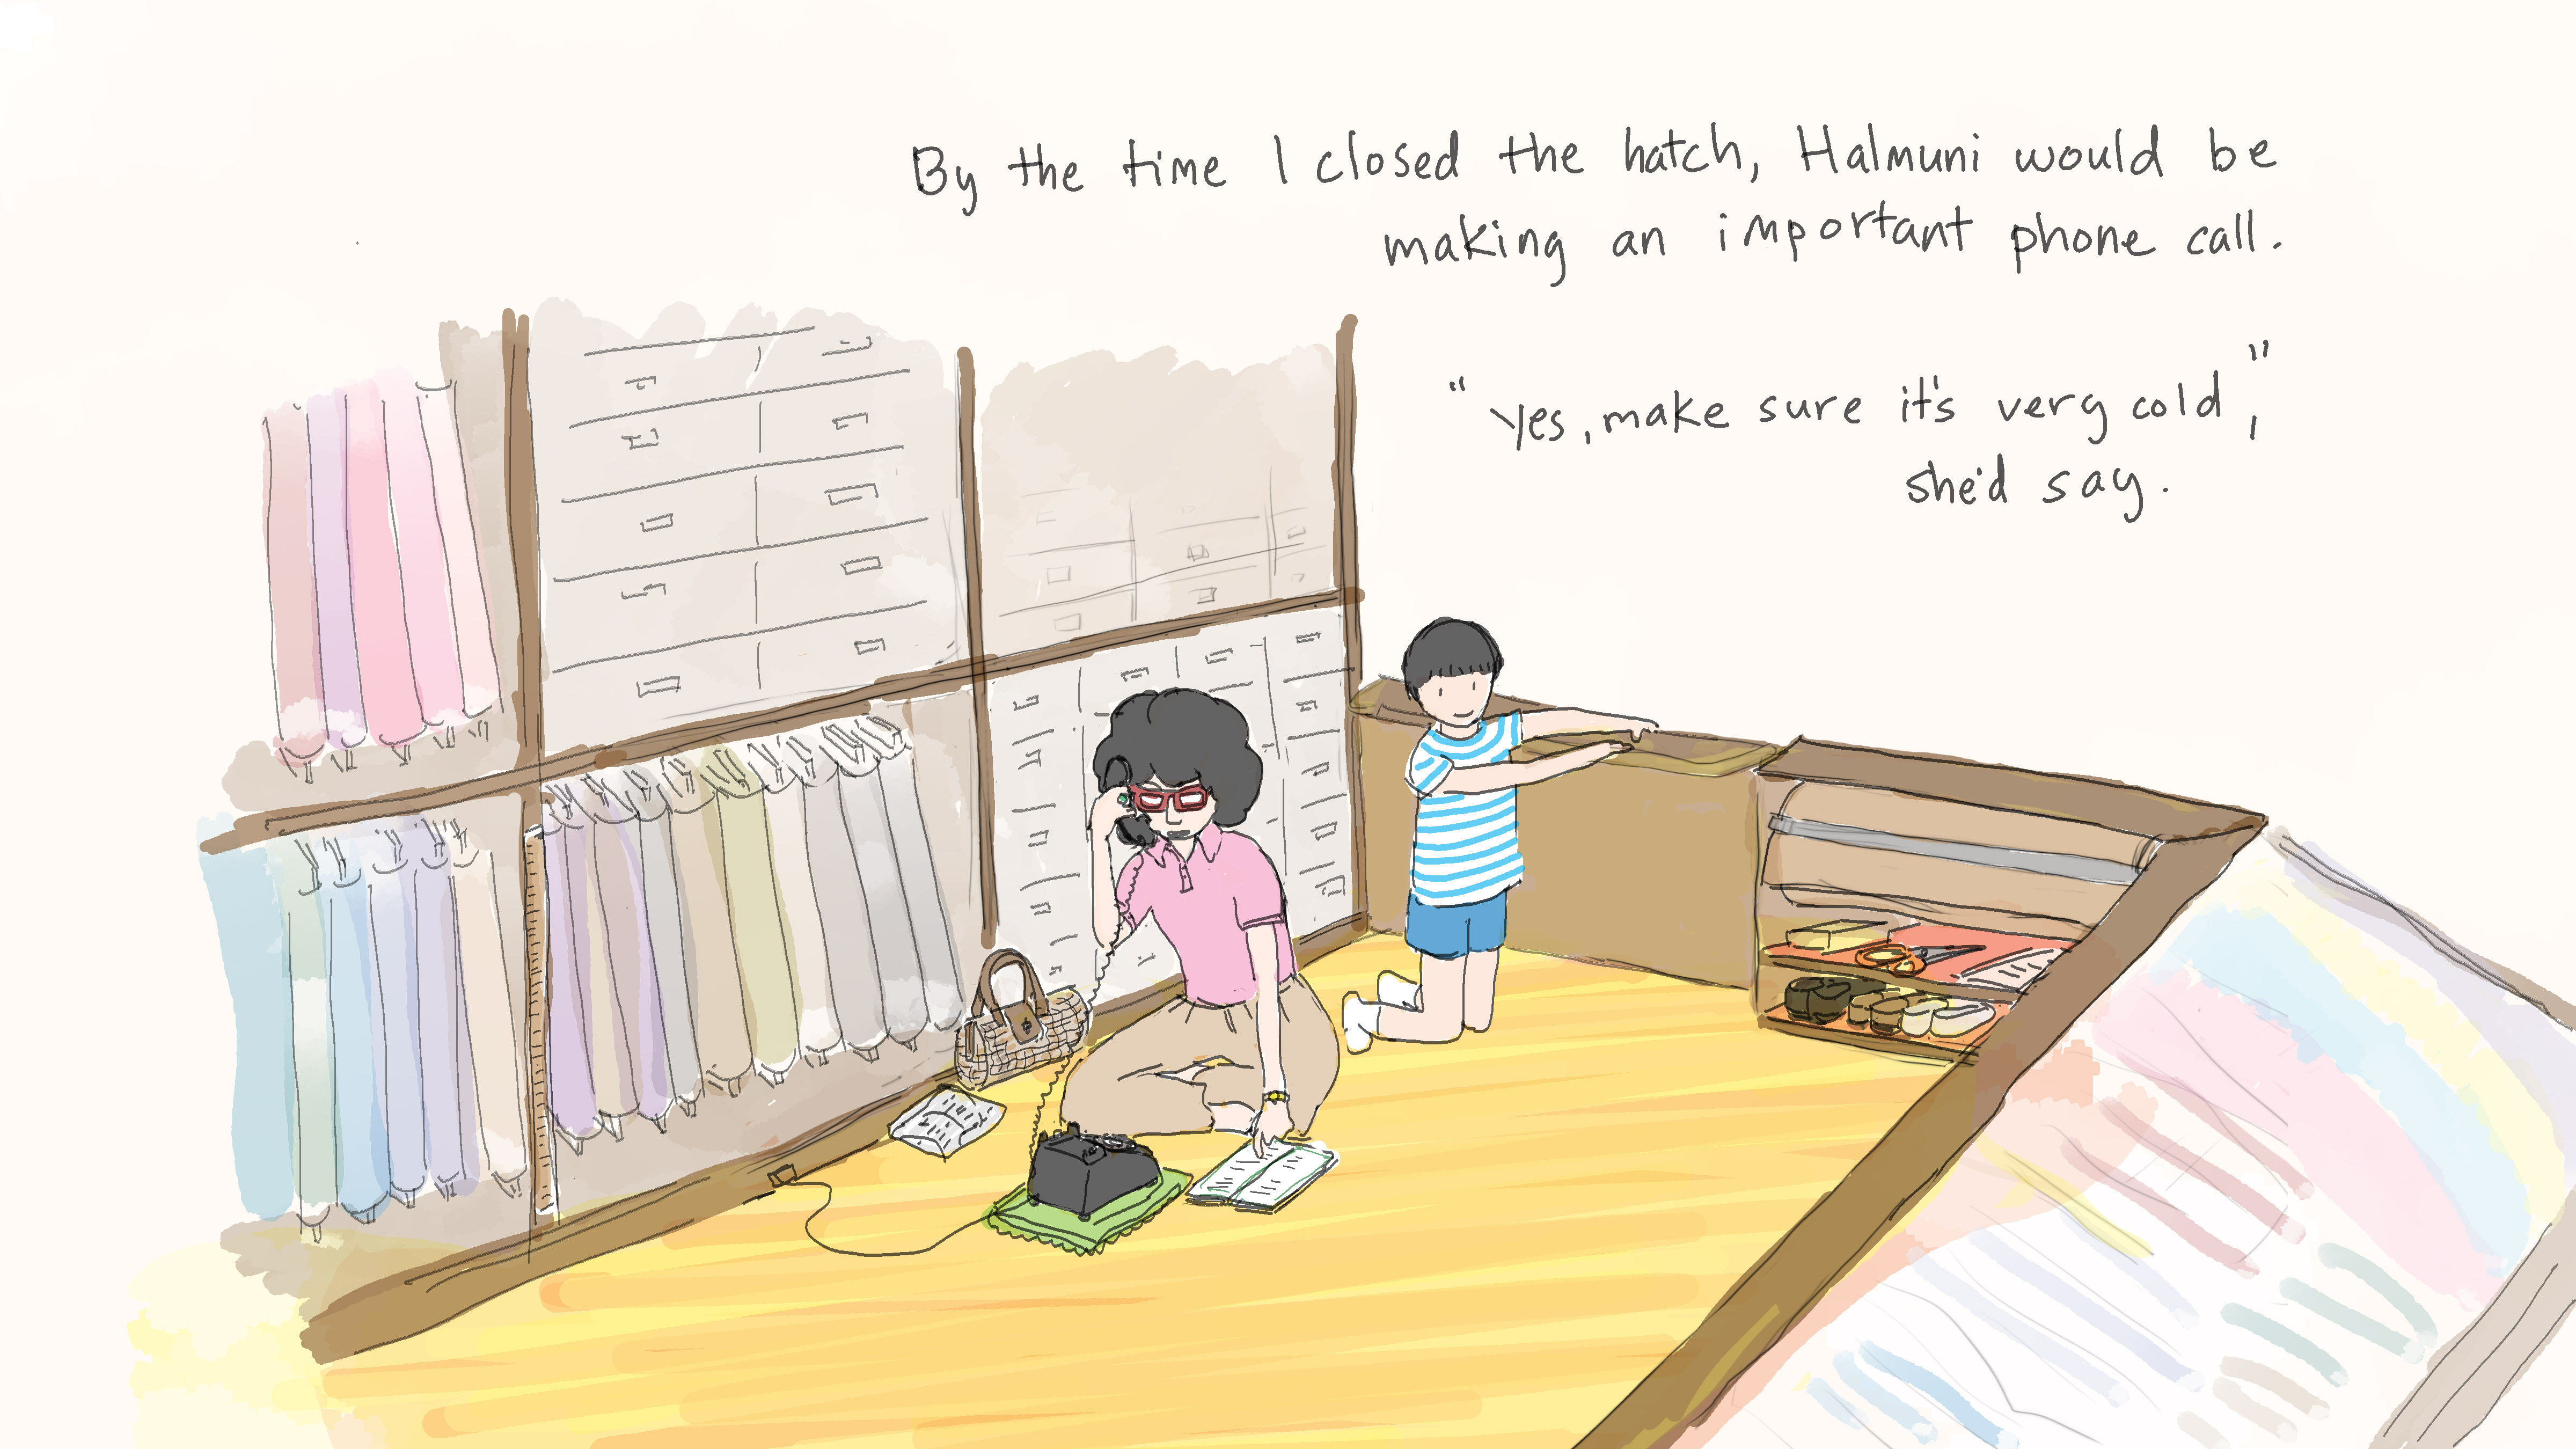 By the time I closed the hatch, Halmuni would be
making an important phone call.
"Yes, make sure it's very cold,"
she'd say.